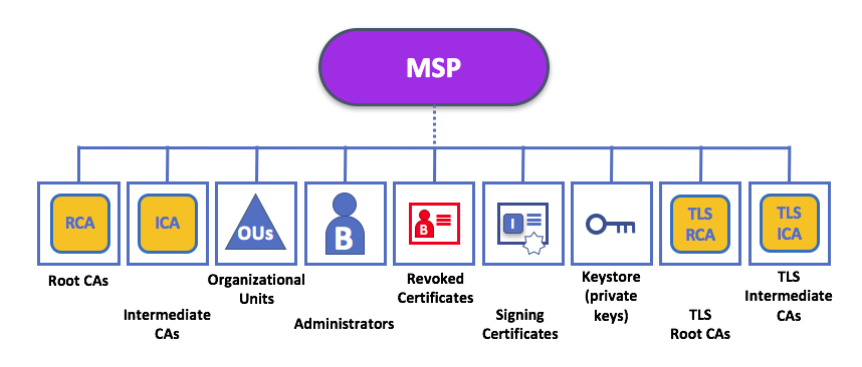 MSP
RCA
ICA
OUs
B
B
I
TLS
RCA
TLS
ICA
Root CAs
Intermediate
CAs
Organizational
Units
Administrators
Revoked
Certificates
Signing
Certificates
Keystore
(private
keys)
TLS
Root CAs
TLS
Intermediate
CAs